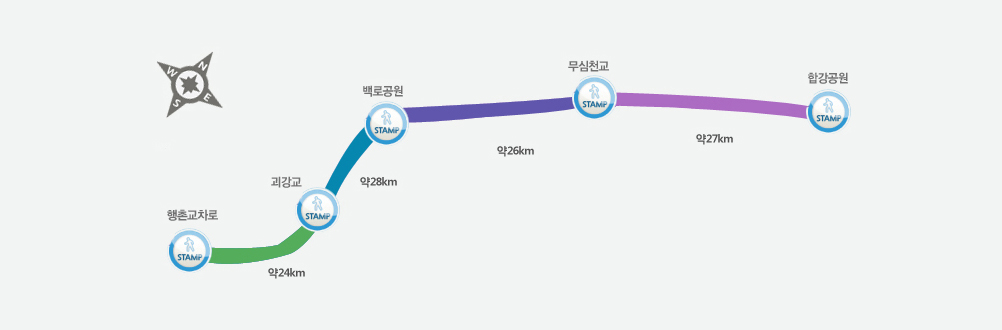 무심천교
합강공원
백로공원
N
W
E
S
STAMP
STAMP
STAMP
약27km
약26km
괴강교
약28km
STAMP
행촌교차로
STAMP
약24km